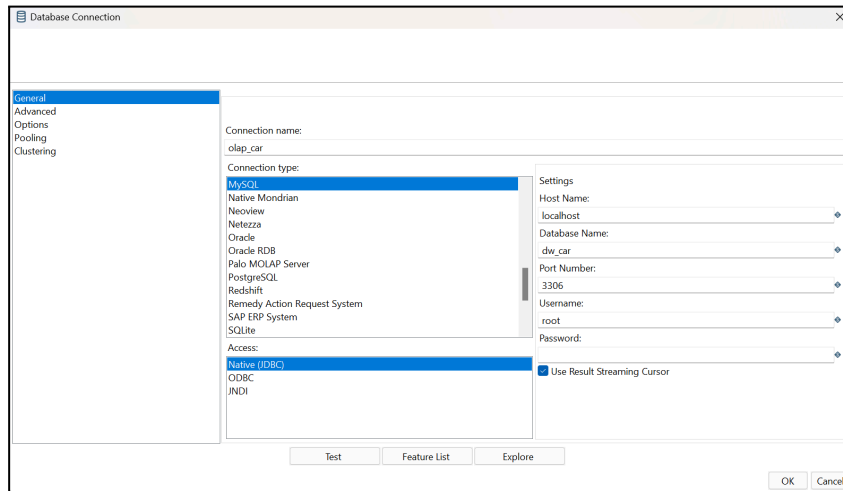 Database Connection
General
Advanced
Options
Pooling
Clustering
Connection name:
olap_car
Connection type:
MySQL
Native Mondrian
Neoview
Netezza
Oracle
Oracle RDB
Palo MOLAP Server
PostgreSQL
Redshift
Remedy Action Request System
SAP ERP System
SQLite
Access:
Native (JDBC)
ODBC
JNDI
Settings
Host Name:
localhost
Database Name:
dw_car
Port Number:
3306
Username:
root
Password:
Use Result Streaming Cursor
Test Feature List Explore
OK Cancel